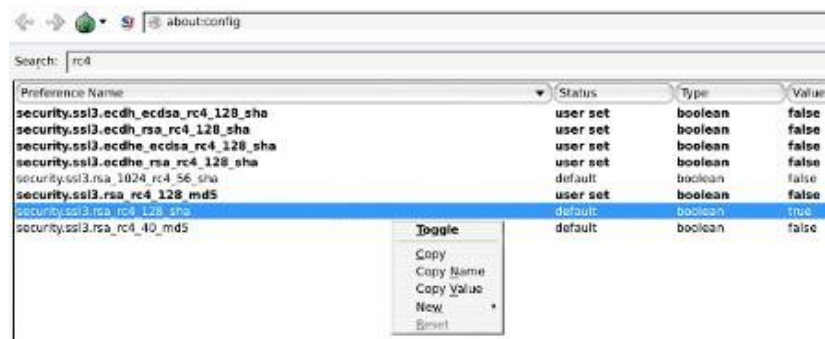 about:config
Search: rc4
Preference Name Status Type Value
security.ssl3.ecdh_ecdsa_rc4_128_sha user set boolean false
security.ssl3.ecdh_rsa_rc4_128_sha user set boolean false
security.ssl3.ecdhe_ecdsa_rc4_128_sha user set boolean false
security.ssl3.ecdhe_rsa_rc4_128_sha user set boolean false
security.ssl3.rsa_1024_rc4_56_sha default boolean false
security.ssl3.rsa_rc4_128_md5 user set boolean false
security.ssl3.rsa_rc4_128_sha default boolean true
security.ssl3.rsa_rc4_40_md5 default boolean false
Toggle
Copy
Copy Name
Copy Value
New
Reset